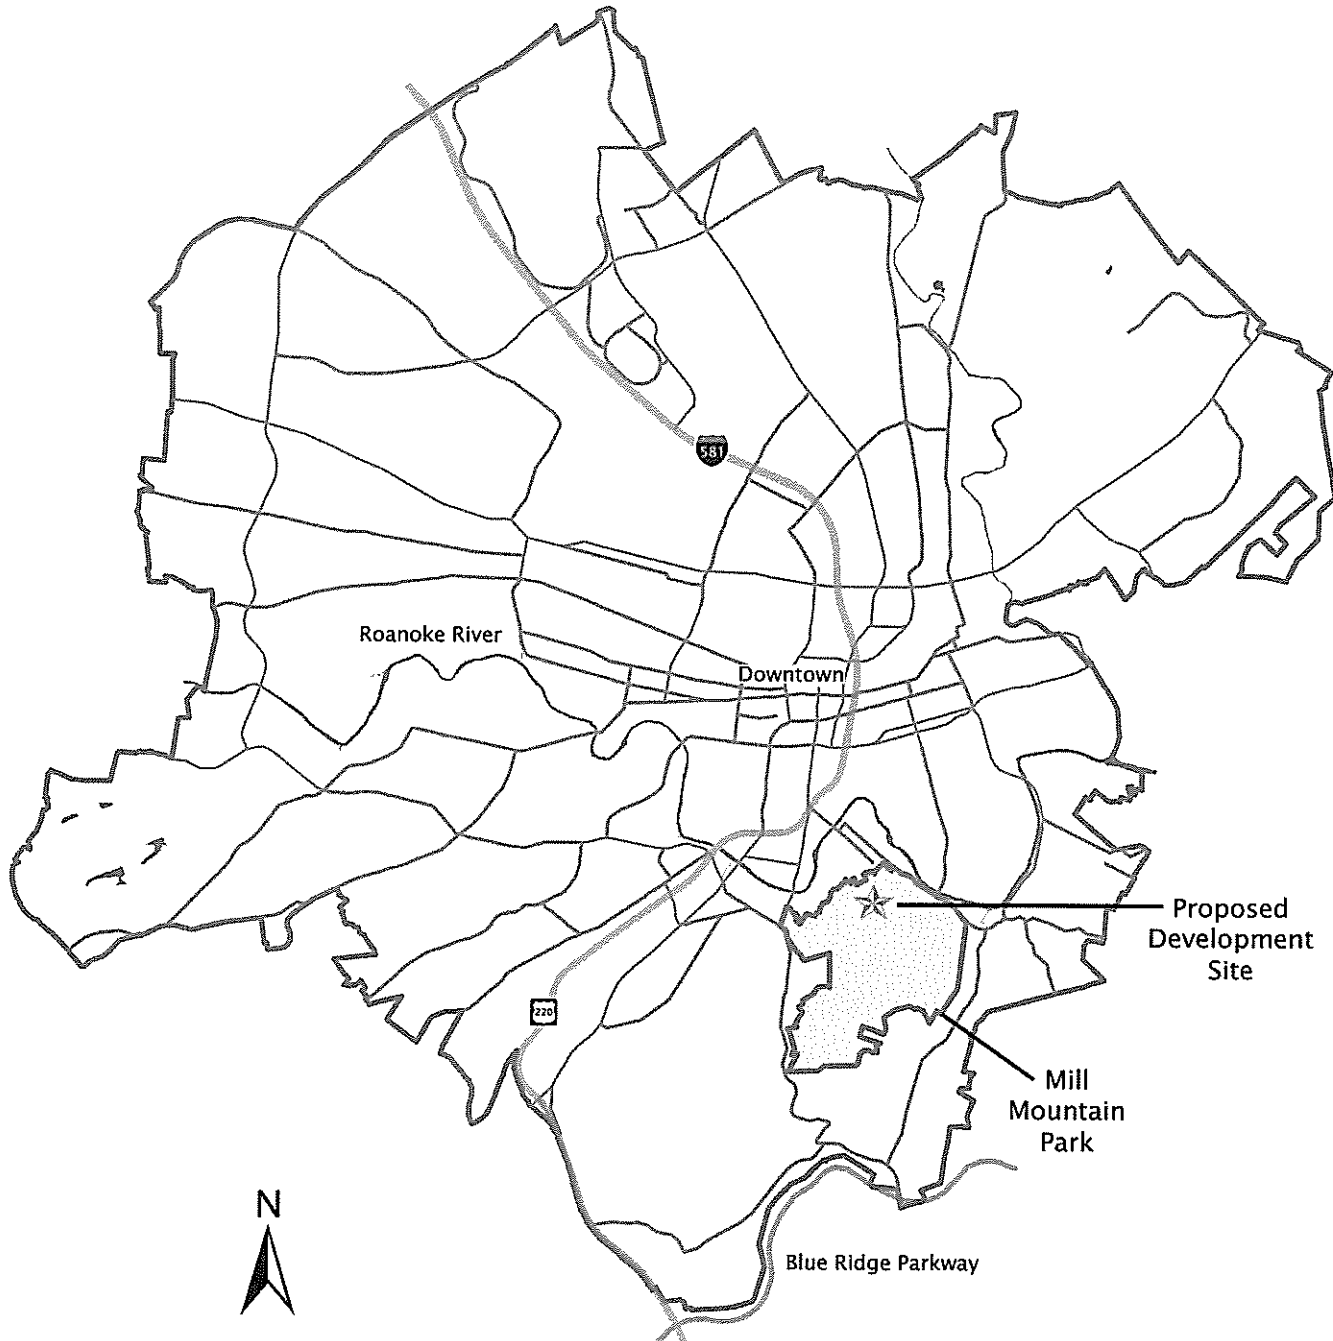 581
Roanoke River
Downtown
Proposed
Development
Site
220
Mill
Mountain
Park
N
Blue Ridge Parkway